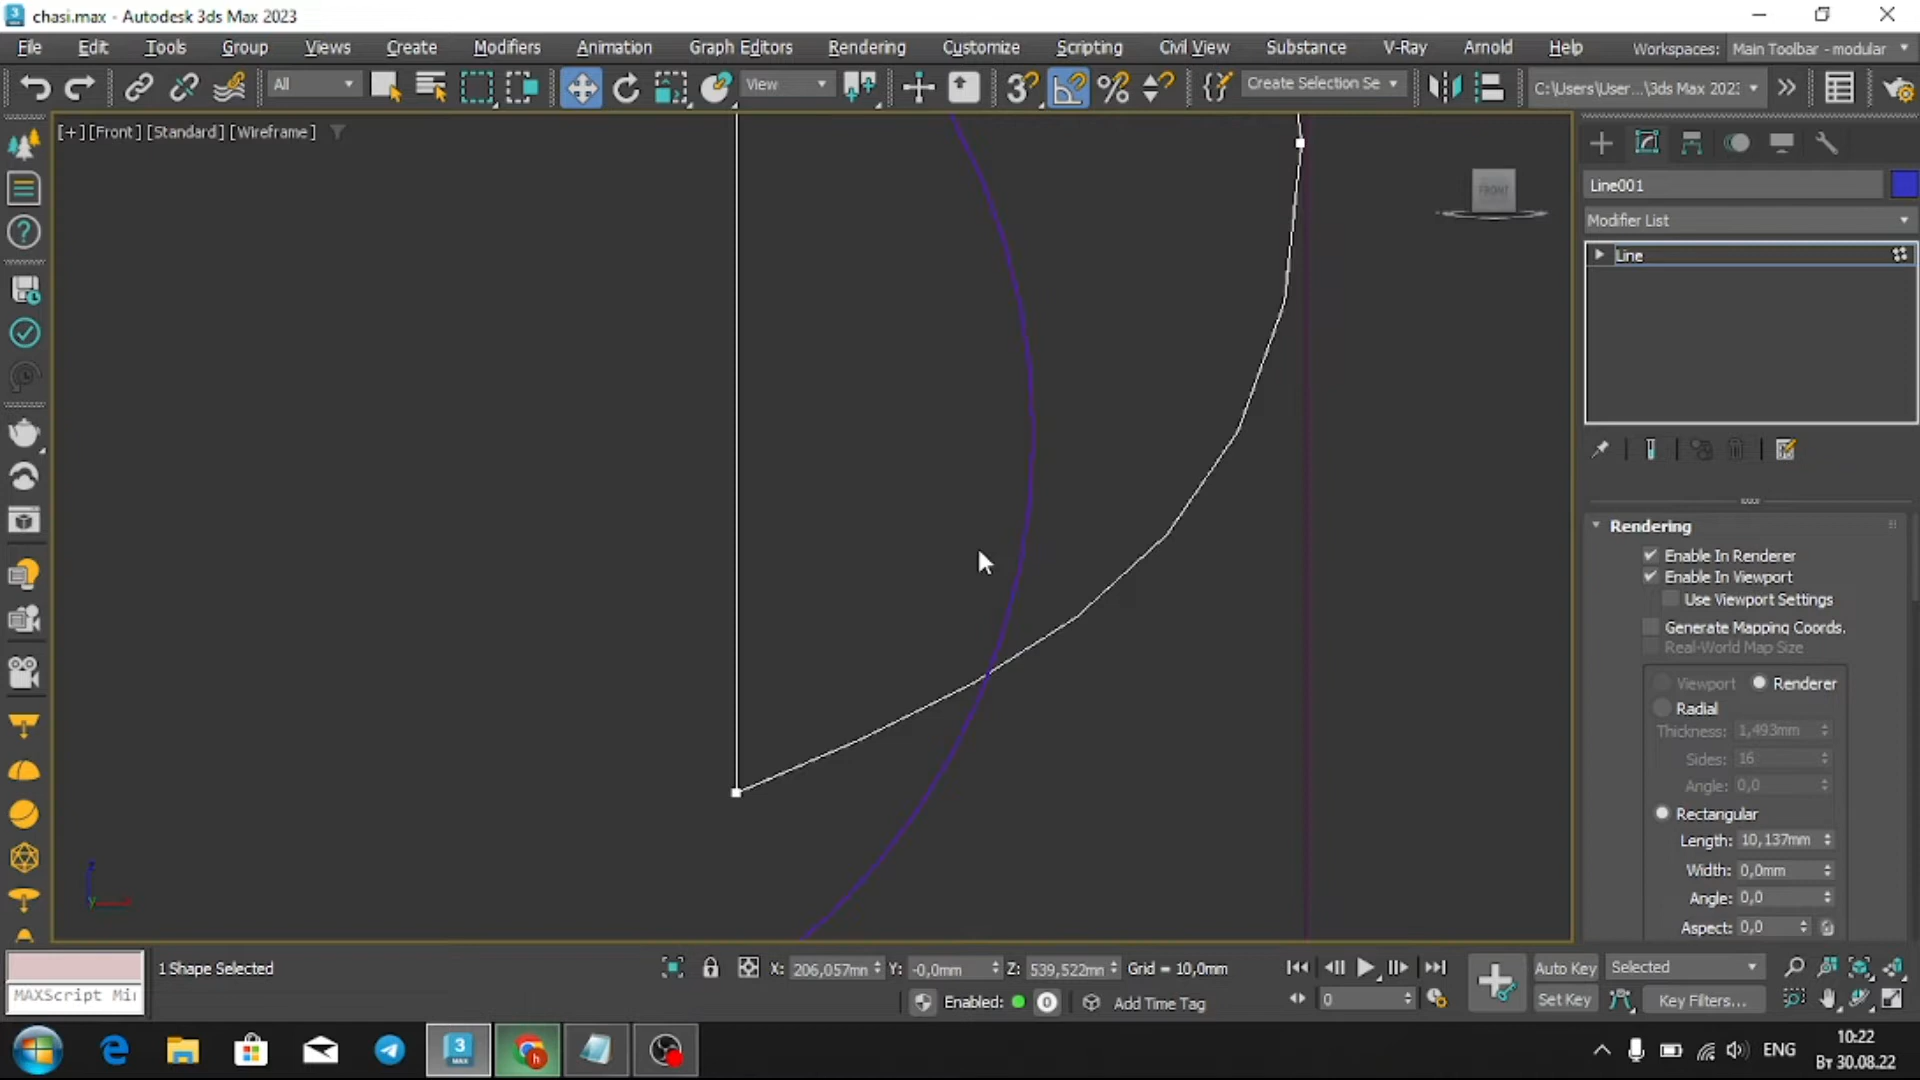 chasi.max - Autodesk 3ds Max 2023
File Edit Tools Group Views Create Modifiers Animation Graph Editors Rendering Customize Scripting Civil View Substance V-Ray Arnold Help Workspaces: Main Toolbar - modular
All View Create Selection Se C:\Users\User...\3ds Max 202
[+] [Front] [Standard] [Wireframe]
FRONT
Line001
Modifier List
Line
Rendering
Enable In Renderer
Enable In Viewport
Use Viewport Settings
Generate Mapping Coords.
Real-World Map Size
Viewport Renderer
Radial
Thickness: 1,493mm
Sides: 16
Angle: 0,0
Rectangular
Length: 10,137mm
Width: 0,0mm
Angle: 0,0
Aspect: 0,0
z
y
1 Shape Selected X: 206,057mm Y: -0,0mm Z: 539,522mm Grid = 10,0mm Auto Key Selected
MAXScript Mi Enabled: 0 Add Time Tag 0 Set Key Key Filters...
3 MAX h ENG
10:22
Вт 30.08.22